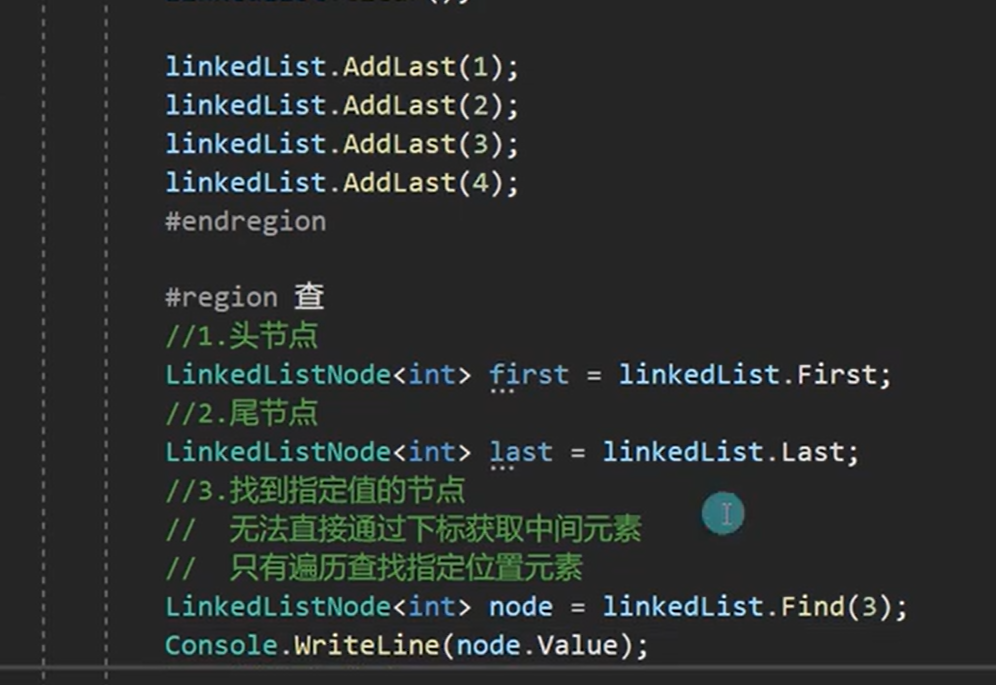 linkedList.AddLast(1);
linkedList.AddLast(2);
linkedList.AddLast(3);
linkedList.AddLast(4);
#endregion
#region 查
//1.头节点
LinkedListNode<int> first = linkedList.First;
//2.尾节点
LinkedListNode<int> last = linkedList.Last;
//3.找到指定值的节点
//  无法直接通过下标获取中间元素
//  只有遍历查找指定位置元素
LinkedListNode<int> node = linkedList.Find(3);
Console.WriteLine(node.Value);